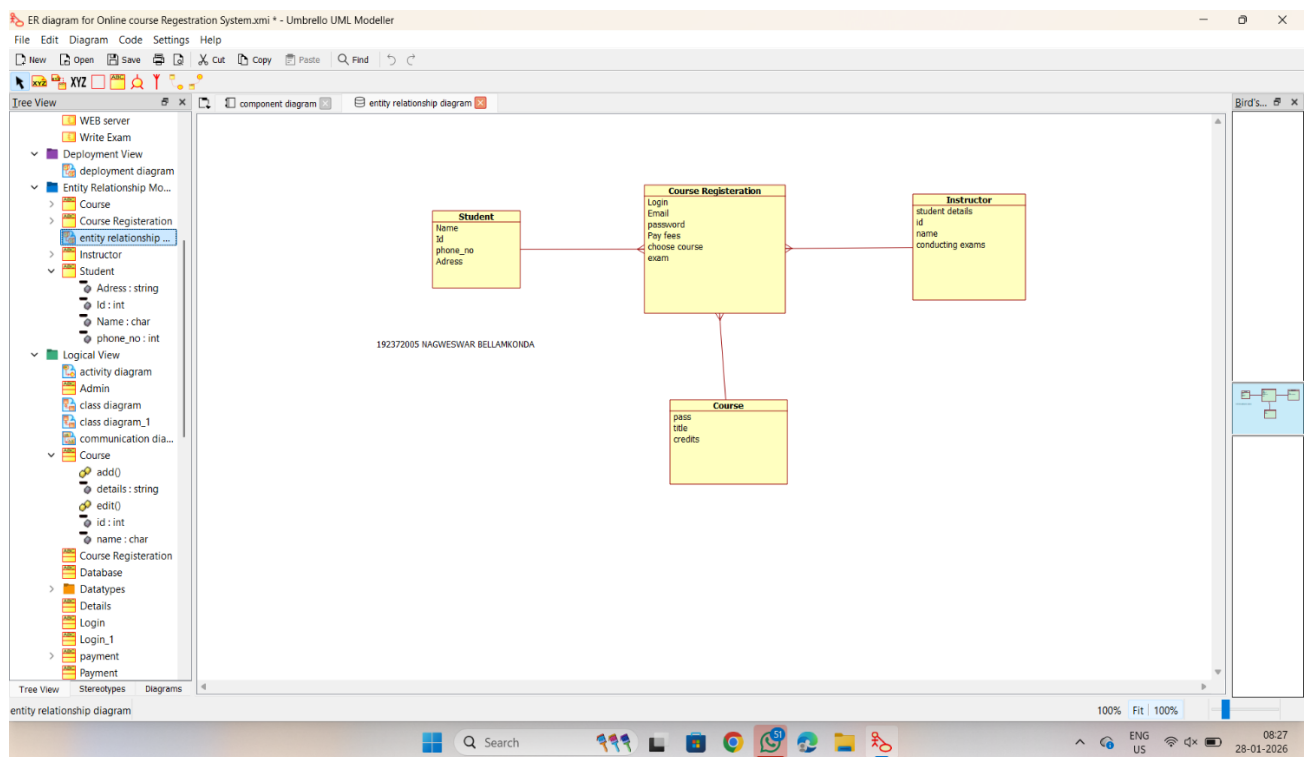 ER diagram for Online course Regestration System.xmi * - Umbrello UML Modeller
File Edit Diagram Code Settings Help
New Open Save Cut Copy Paste Find
XYZ XYZ ABC
Tree View
component diagram
entity relationship diagram
Bird's...
WEB server
Write Exam
Deployment View
deployment diagram
Entity Relationship Mo...
Course
Course Registeration
entity relationship ...
Instructor
Student
Adress : string
Id : int
Name : char
phone_no : int
Logical View
activity diagram
Admin
class diagram
class diagram_1
communication dia...
Course
add()
details : string
edit()
id : int
name : char
Course Registeration
Database
Datatypes
Details
Login
Login_1
payment
Payment
Tree View Stereotypes Diagrams
Student
Name
Id
phone_no
Adress
Course Registeration
Login
Email
password
Pay fees
choose course
exam
Instructor
student details
id
name
conducting exams
192372005 NAGWESWAR BELLAMKONDA
Course
pass
title
credits
entity relationship diagram
100% Fit 100%
Search
51
ENG
US
08:27
28-01-2026